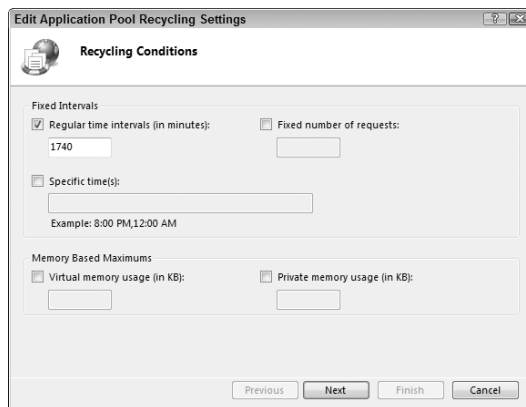 Edit Application Pool Recycling Settings
Recycling Conditions
Fixed Intervals
Regular time intervals (in minutes):
Fixed number of requests:
1740
Specific time(s):
Example: 8:00 PM,12:00 AM
Memory Based Maximums
Virtual memory usage (in KB):
Private memory usage (in KB):
Previous
Next
Finish
Cancel